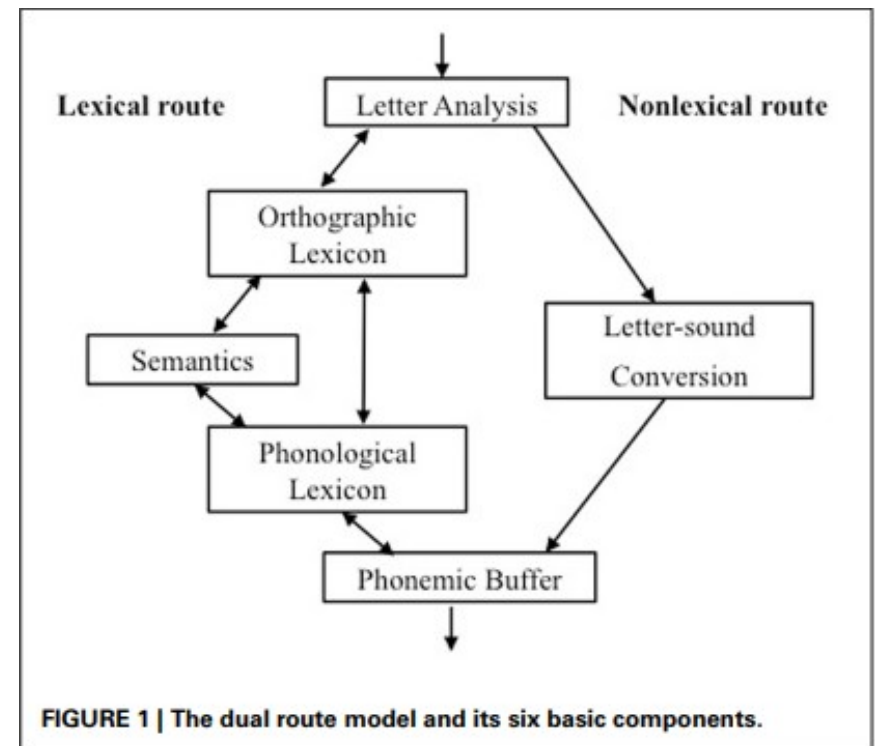 Lexical route
Letter Analysis
Nonlexical route
Orthographic
Lexicon
Semantics
Letter-sound
Conversion
Phonological
Lexicon
Phonemic Buffer
FIGURE 1 | The dual route model and its six basic components.